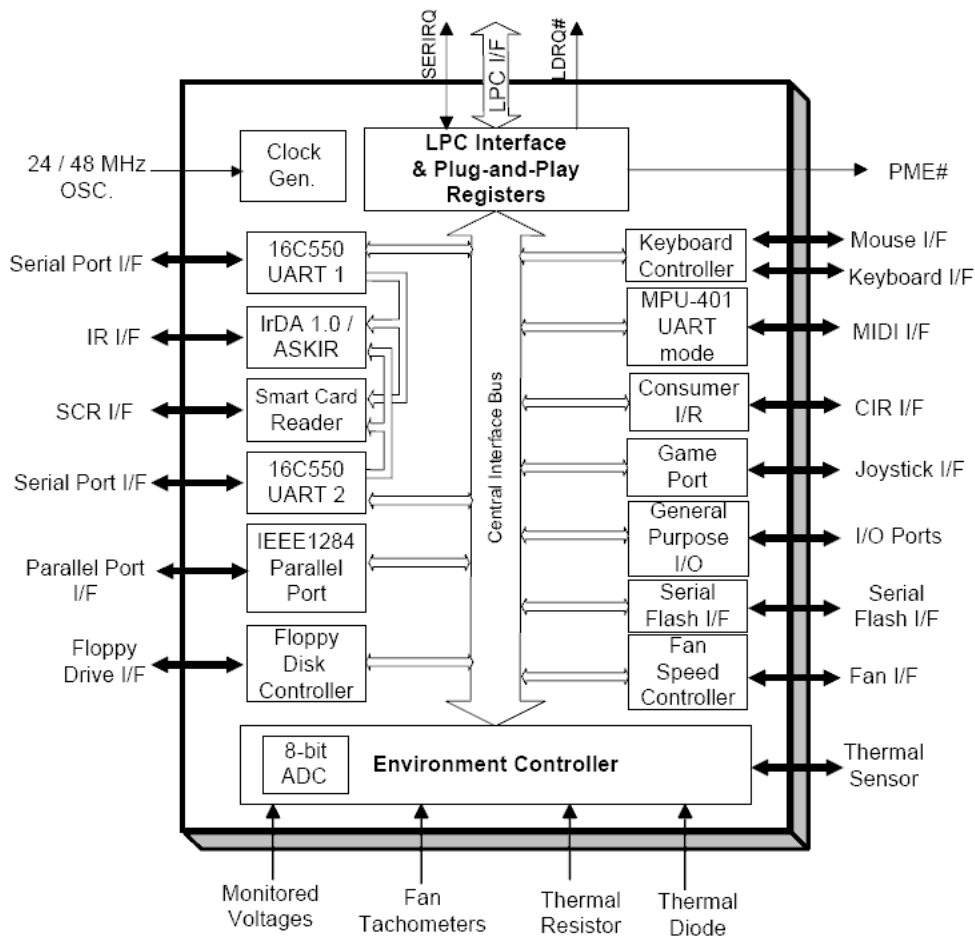 SERIRQ
LPC I/F
LDRQ#
LPC Interface
& Plug-and-Play
Registers
Clock
Gen.
24 / 48 MHz
OSC.
PME#
16C550
UART 1
Serial Port I/F
IrDA 1.0 /
ASKIR
IR I/F
Smart Card
Reader
SCR I/F
16C550
UART 2
Serial Port I/F
IEEE1284
Parallel
Port
Parallel Port
I/F
Floppy
Disk
Controller
Floppy
Drive I/F
Central Interface Bus
Keyboard
Controller
Mouse I/F
Keyboard I/F
MPU-401
UART
mode
MIDI I/F
Consumer
I/R
CIR I/F
Game
Port
Joystick I/F
General
Purpose
I/O
I/O Ports
Serial
Flash I/F
Serial
Flash I/F
Fan
Speed
Controller
Fan I/F
8-bit
ADC
Environment Controller
Thermal
Sensor
Monitored
Voltages
Fan
Tachometers
Thermal
Resistor
Thermal
Diode